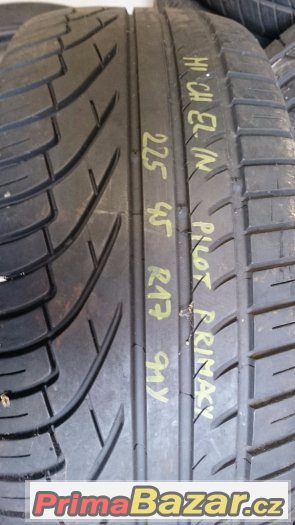 MICHELIN PILOT PRIMACY
225 45 R17 91Y
PrimaBazar.cz